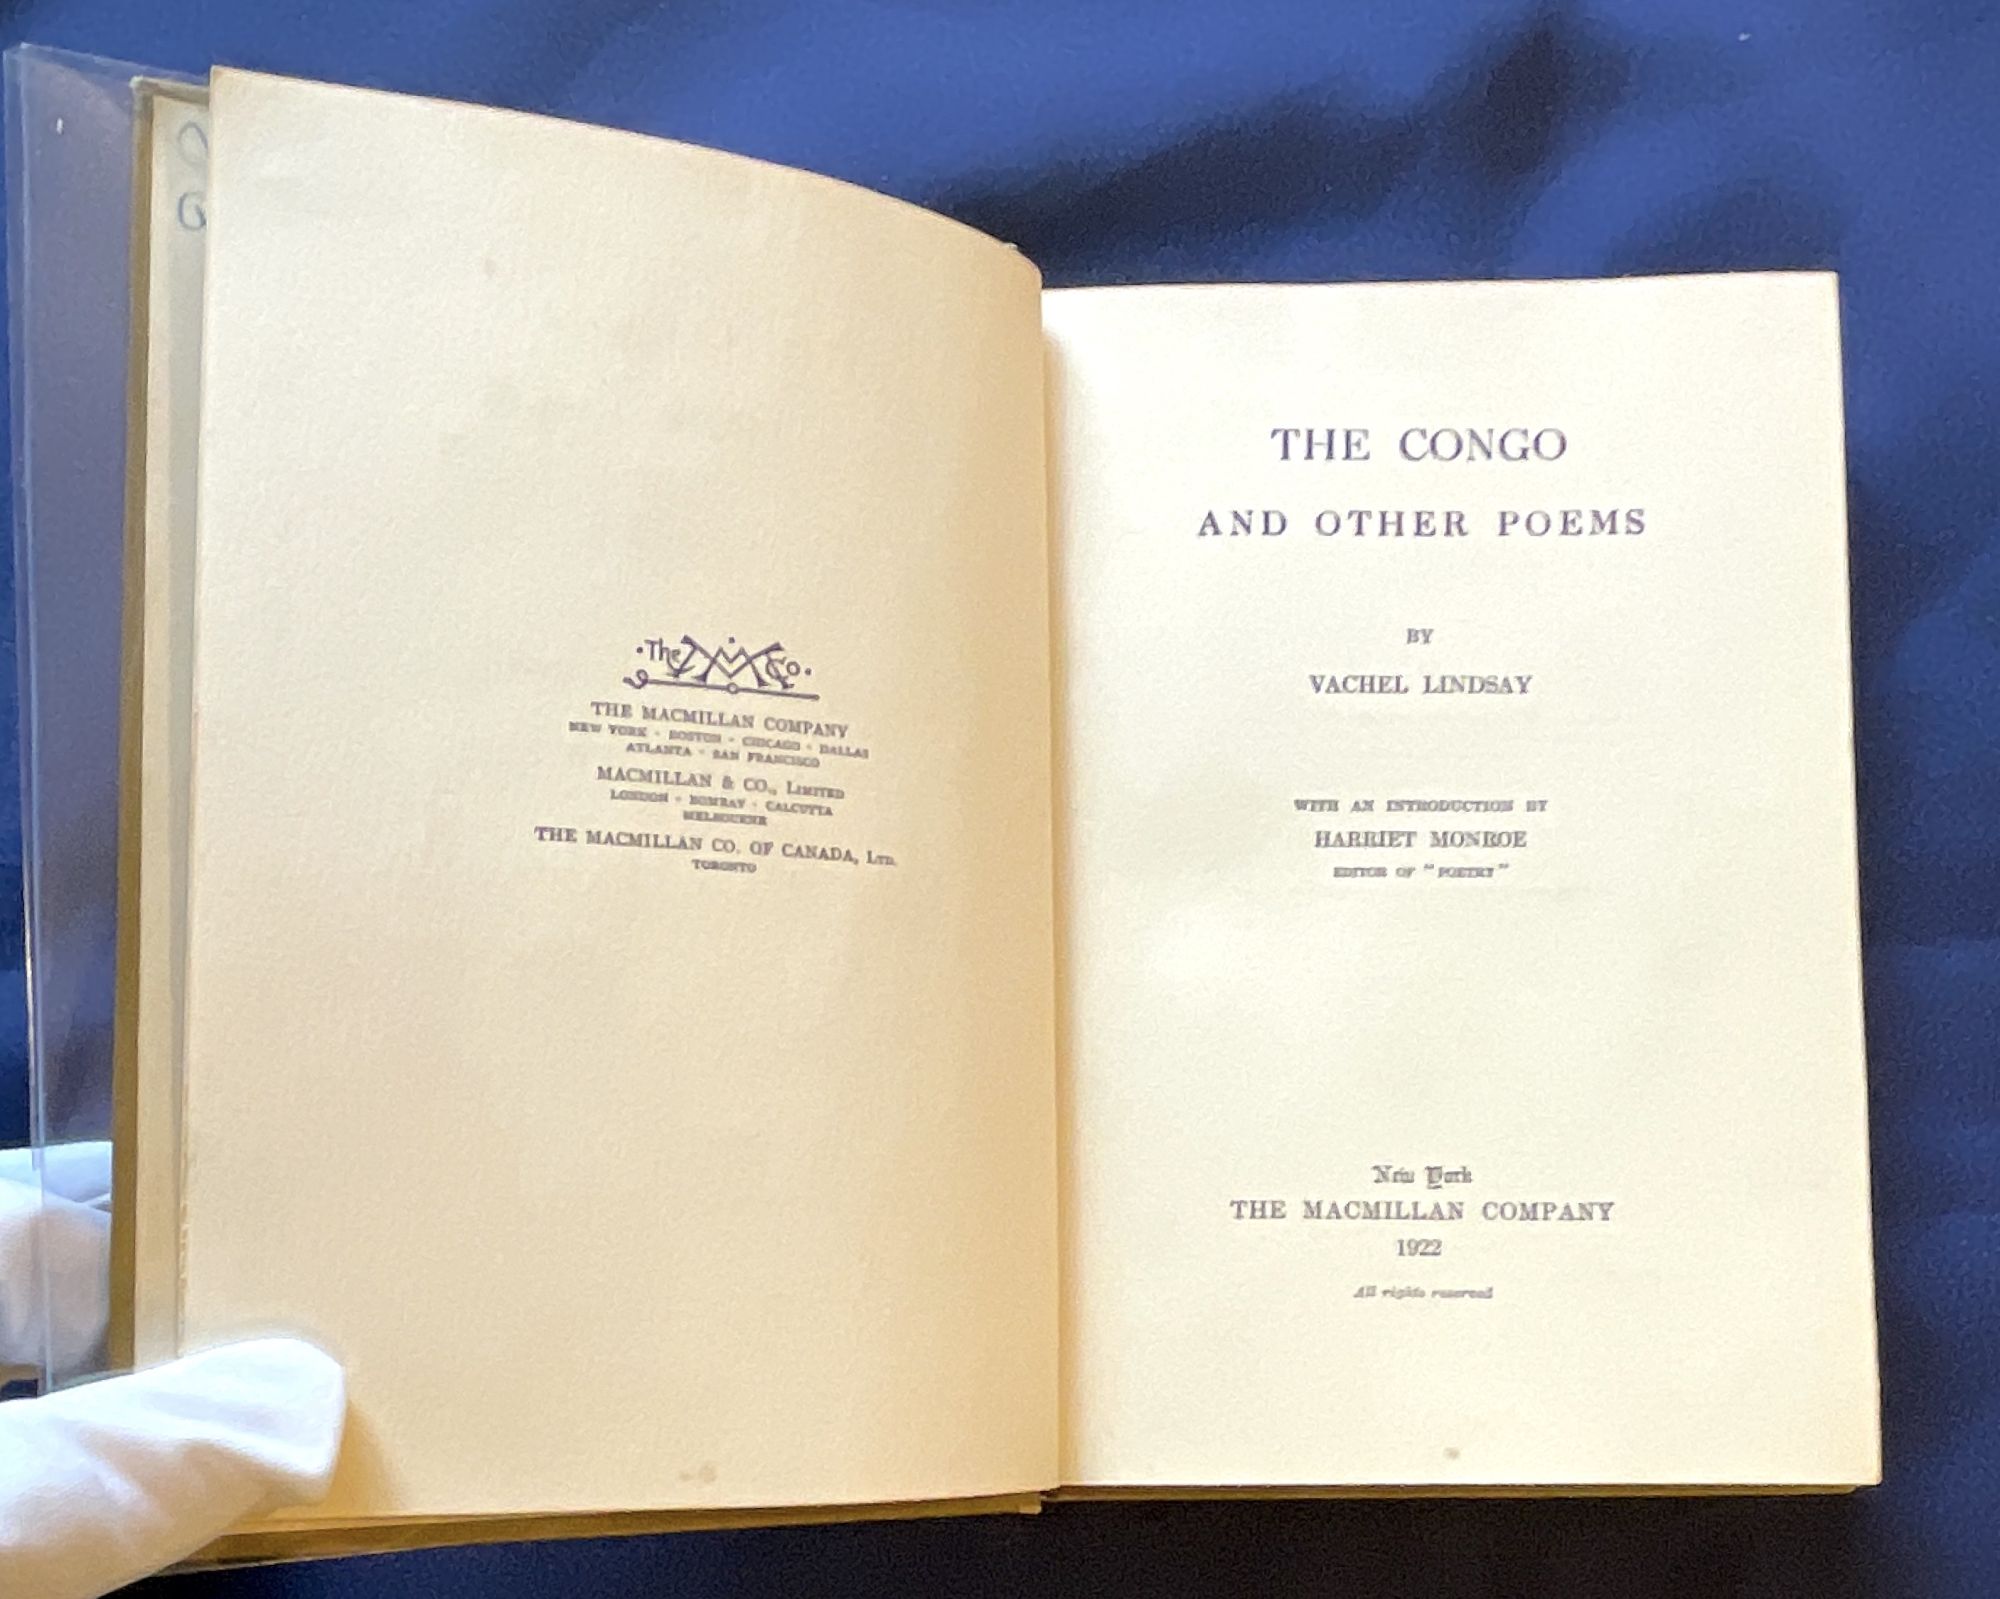 ·The M Co·
THE MACMILLAN COMPANY
NEW YORK · BOSTON · CHICAGO · DALLAS
ATLANTA · SAN FRANCISCO
MACMILLAN & CO., LIMITED
LONDON · BOMBAY · CALCUTTA
MELBOURNE
THE MACMILLAN CO. OF CANADA, LTD.
TORONTO
THE CONGO
AND OTHER POEMS
BY
VACHEL LINDSAY
WITH AN INTRODUCTION BY
HARRIET MONROE
EDITOR OF "POETRY"
New York
THE MACMILLAN COMPANY
1922
All rights reserved